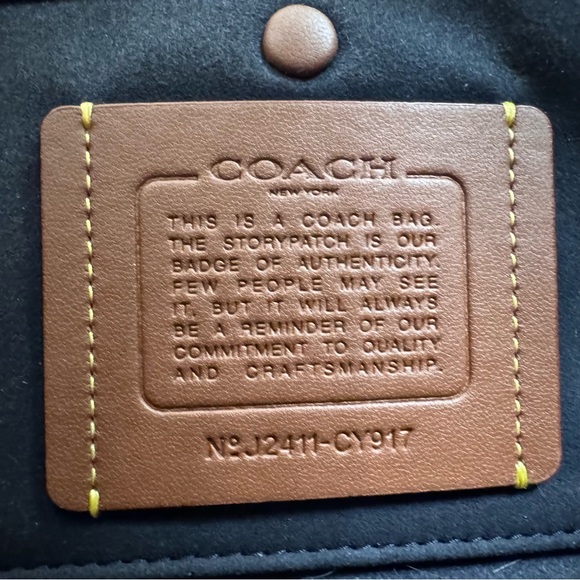 COACH
NEW YORK
THIS IS A COACH BAG.
THE STORYPATCH IS OUR
BADGE OF AUTHENTICITY.
FEW PEOPLE MAY SEE
IT, BUT IT WILL ALWAYS
BE A REMINDER OF OUR
COMMITMENT TO QUALITY
AND CRAFTSMANSHIP.
NºJ2411-CY917